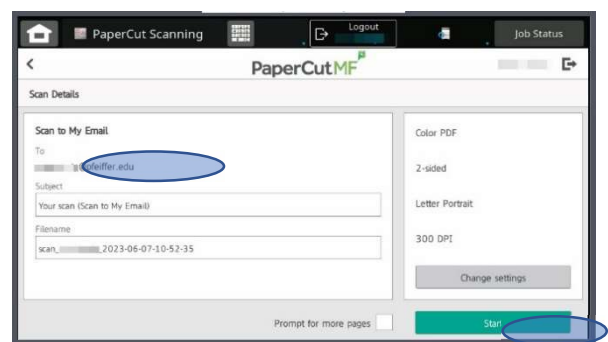 PaperCut Scanning
Logout
Job Status
PaperCutMF
Scan Details
Scan to My Email
To
@pfeiffer.edu
Subject
Your scan (Scan to My Email)
Filename
scan_ _2023-06-07-10-52-35
Prompt for more pages
Color PDF
2-sided
Letter Portrait
300 DPI
Change settings
Start